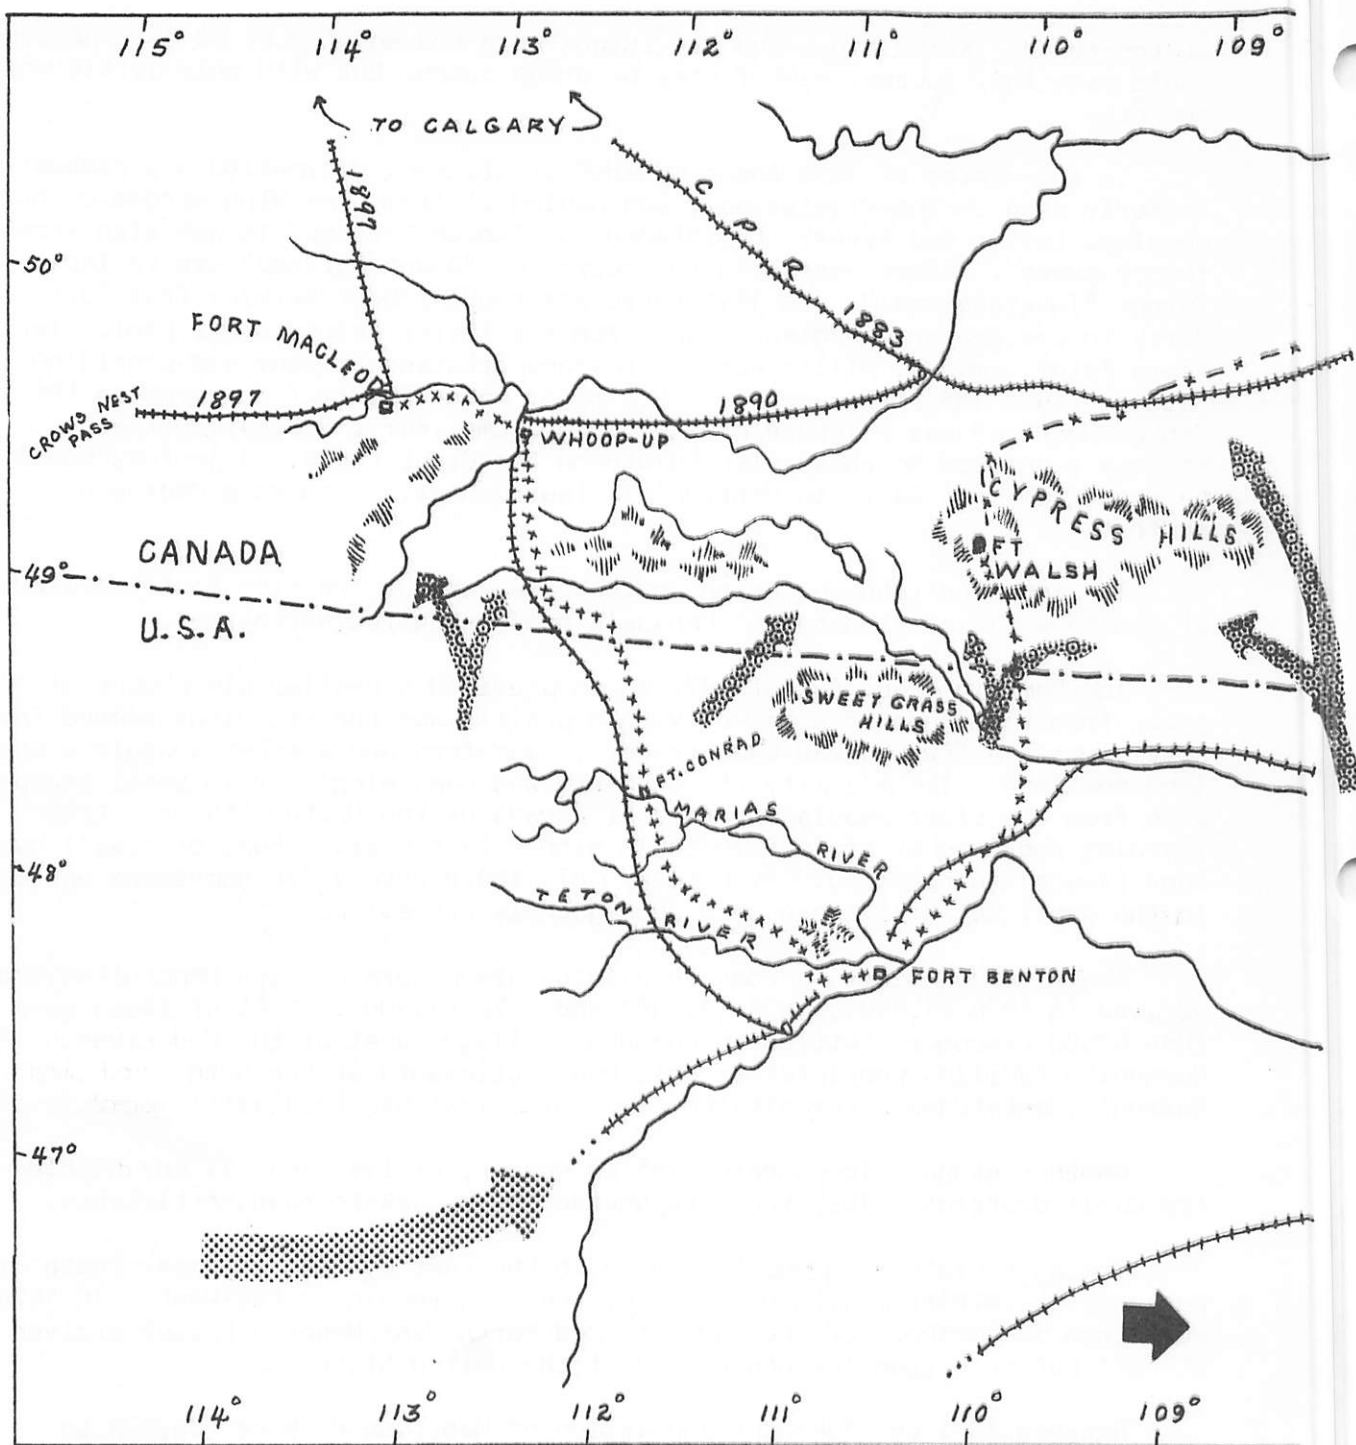 115° 114° 113° 112° 111° 110° 109°
TO CALGARY
1897
C P R
50°
1883
FORT MACLEOD
1897
1890
CROWS NEST
PASS
WHOOP-UP
CYPRESS HILLS
FT
WALSH
CANADA
49°
U.S.A.
SWEET GRASS
HILLS
FT. CONRAD
MARIAS
RIVER
48°
TETON
RIVER
FORT BENTON
47°
114° 113° 112° 111° 110° 109°